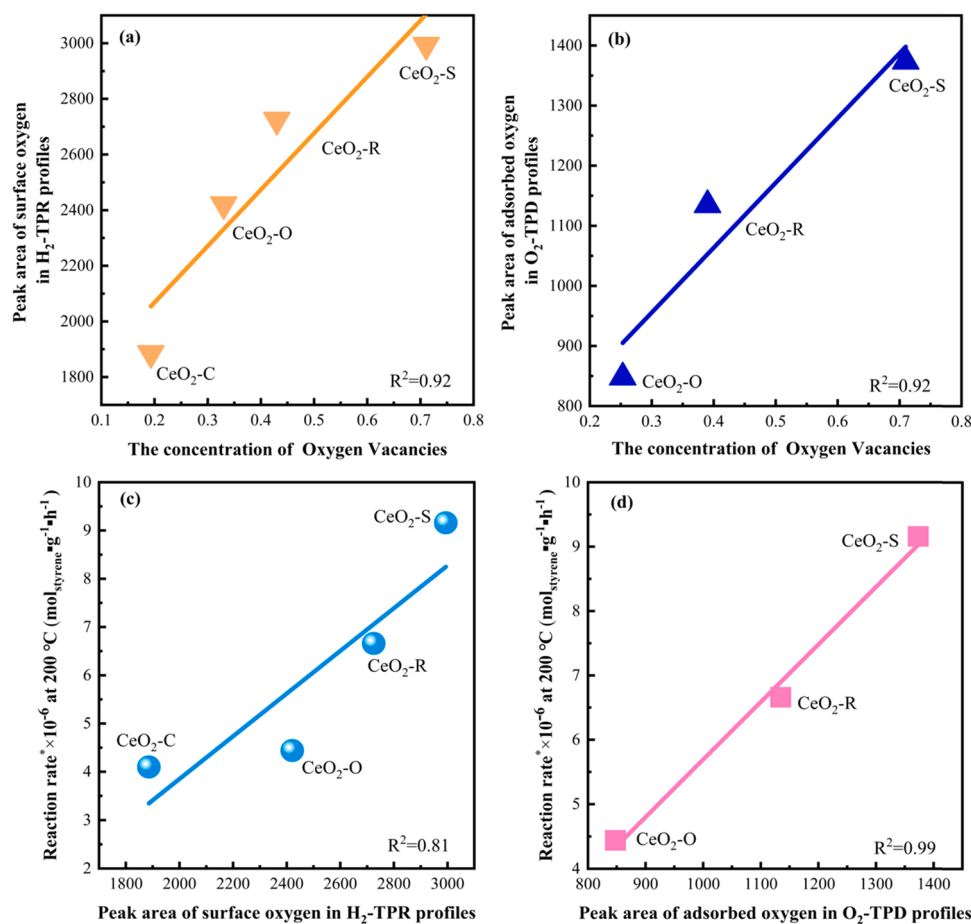 (a)
Peak area of surface oxygen
in H₂-TPR profiles
3000
2800
2600
2400
2200
2000
1800
CeO₂-S
CeO₂-R
CeO₂-O
CeO₂-C
R²=0.92
0.1 0.2 0.3 0.4 0.5 0.6 0.7 0.8
The concentration of Oxygen Vacancies
(b)
Peak area of adsorbed oxygen
in O₂-TPD profiles
1400
1300
1200
1100
1000
900
800
CeO₂-S
CeO₂-R
CeO₂-O
R²=0.92
0.2 0.3 0.4 0.5 0.6 0.7 0.8
The concentration of Oxygen Vacancies
(c)
Reaction rate*×10⁻⁶ at 200 °C (molstyrene▪g⁻¹▪h⁻¹)
10
9
8
7
6
5
4
3
2
CeO₂-S
CeO₂-R
CeO₂-C
CeO₂-O
R²=0.81
1800 2000 2200 2400 2600 2800 3000
Peak area of surface oxygen in H₂-TPR profiles
(d)
Reaction rate*×10⁻⁶ at 200 °C (molstyrene▪g⁻¹▪h⁻¹)
10
9
8
7
6
5
4
CeO₂-S
CeO₂-R
CeO₂-O
R²=0.99
800 900 1000 1100 1200 1300 1400
Peak area of adsorbed oxygen in O₂-TPD profiles